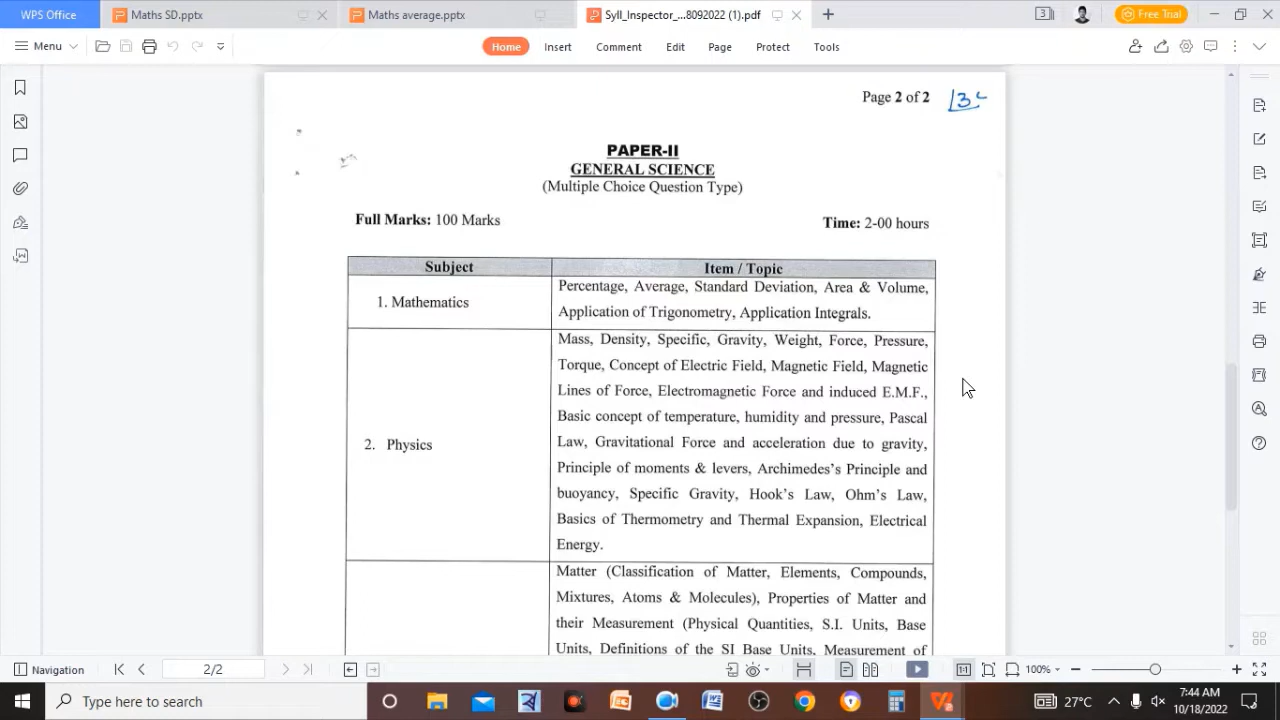 WPS Office
Maths SD.pptx
Maths average.pptx
Syll_Inspector_...8092022 (1).pdf
3
Free Trial
Menu
Home
Insert
Comment
Edit
Page
Protect
Tools
Page 2 of 2
PAPER-II
GENERAL SCIENCE
(Multiple Choice Question Type)
Full Marks: 100 Marks
Time: 2-00 hours
Subject
Item / Topic
1. Mathematics
Percentage, Average, Standard Deviation, Area & Volume,
Application of Trigonometry, Application Integrals.
2. Physics
Mass, Density, Specific, Gravity, Weight, Force, Pressure,
Torque, Concept of Electric Field, Magnetic Field, Magnetic
Lines of Force, Electromagnetic Force and induced E.M.F.,
Basic concept of temperature, humidity and pressure, Pascal
Law, Gravitational Force and acceleration due to gravity,
Principle of moments & levers, Archimedes's Principle and
buoyancy, Specific Gravity, Hook's Law, Ohm's Law,
Basics of Thermometry and Thermal Expansion, Electrical
Energy.
Matter (Classification of Matter, Elements, Compounds,
Mixtures, Atoms & Molecules), Properties of Matter and
their Measurement (Physical Quantities, S.I. Units, Base
Units, Definitions of the SI Base Units, Measurement of
Navigation
2/2
100%
Type here to search
27°C
7:44 AM
10/18/2022